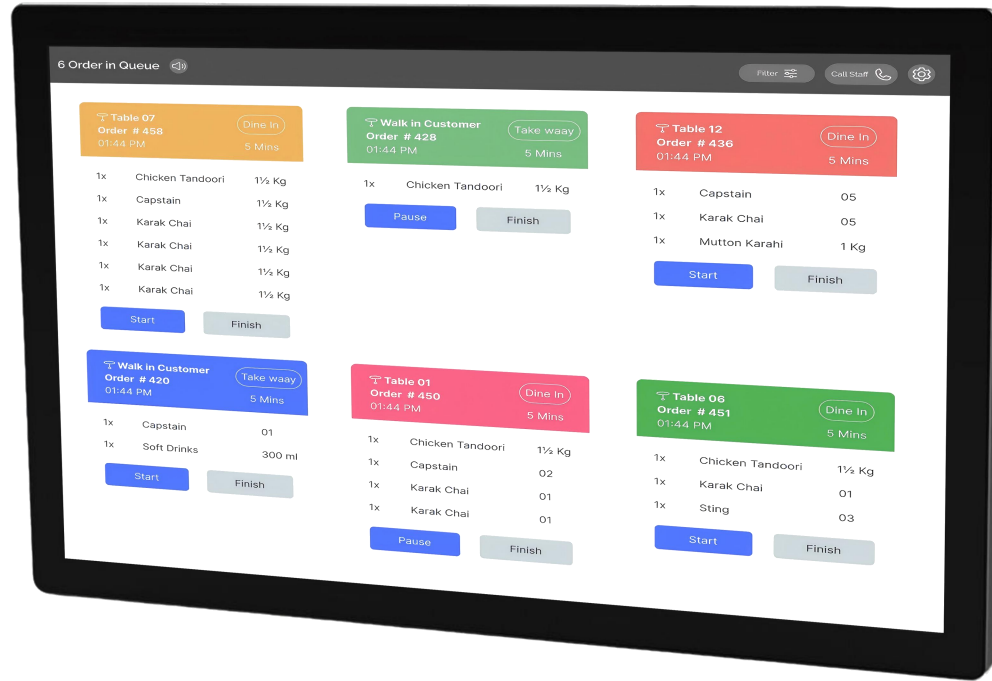 6 Order in Queue
Filter
Call Staff
Table 07
Order # 458
01:44 PM
Dine In
5 Mins
1x Chicken Tandoori 1½ Kg
1x Capstain 1½ Kg
1x Karak Chai 1½ Kg
1x Karak Chai 1½ Kg
1x Karak Chai 1½ Kg
1x Karak Chai 1½ Kg
Start Finish
Walk in Customer
Order # 428
01:44 PM
Take waay
5 Mins
1x Chicken Tandoori 1½ Kg
Pause Finish
Table 12
Order # 436
01:44 PM
Dine In
5 Mins
1x Capstain 05
1x Karak Chai 05
1x Mutton Karahi 1 Kg
Start Finish
Walk in Customer
Order # 420
01:44 PM
Take waay
5 Mins
1x Capstain 01
1x Soft Drinks 300 ml
Start Finish
Table 01
Order # 450
01:44 PM
Dine In
5 Mins
1x Chicken Tandoori 1½ Kg
1x Capstain 02
1x Karak Chai 01
1x Karak Chai 01
Pause Finish
Table 06
Order # 451
01:44 PM
Dine In
5 Mins
1x Chicken Tandoori 1½ Kg
1x Karak Chai 01
1x Sting 03
Start Finish